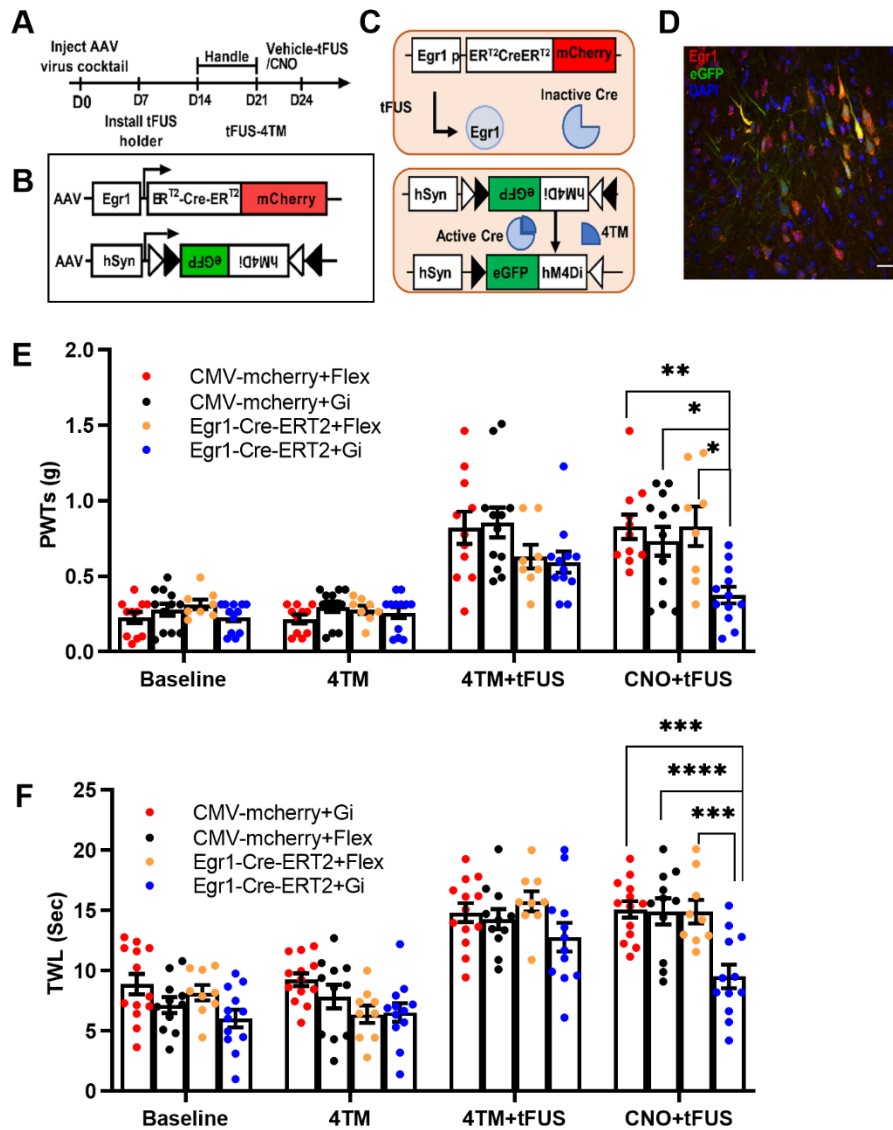 A
Inject AAV
virus cocktail
Handle
Vehicle-tFUS
/CNO
D0
D7
D14
D21
D24
Install tFUS
holder
tFUS-4TM
B
AAV
Egr1
ER^T2-Cre-ER^T2
mCherry
AAV
hSyn
eGFP
hM4Di
C
Egr1 p
ER^T2CreER^T2
mCherry
tFUS
Egr1
Inactive Cre
hSyn
eGFP
hM4Di
Active Cre
4TM
hSyn
eGFP
hM4Di
D
Egr1
eGFP
DAPI
E
PWTs (g)
2.0
1.5
1.0
0.5
0.0
CMV-mcherry+Flex
CMV-mcherry+Gi
Egr1-Cre-ERT2+Flex
Egr1-Cre-ERT2+Gi
**
*
*
Baseline
4TM
4TM+tFUS
CNO+tFUS
F
TWL (Sec)
25
20
15
10
5
0
CMV-mcherry+Gi
CMV-mcherry+Flex
Egr1-Cre-ERT2+Flex
Egr1-Cre-ERT2+Gi
***
****
***
Baseline
4TM
4TM+tFUS
CNO+tFUS